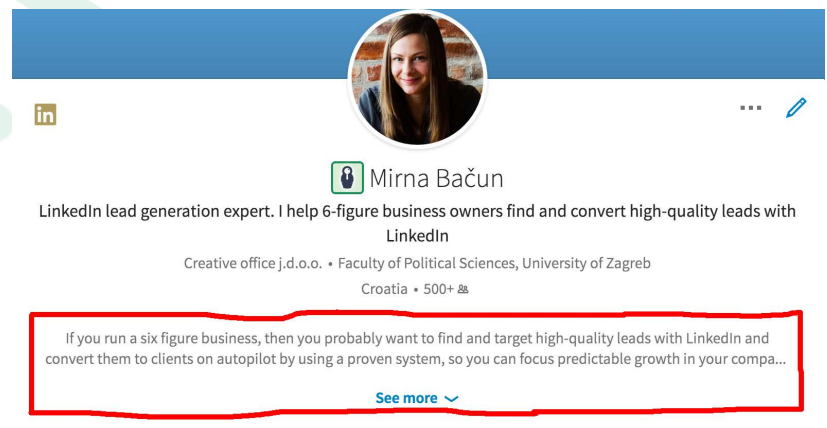 in
Mirna Bačun
LinkedIn lead generation expert. I help 6-figure business owners find and convert high-quality leads with
LinkedIn
Creative office j.d.o.o. • Faculty of Political Sciences, University of Zagreb
Croatia • 500+
If you run a six figure business, then you probably want to find and target high-quality leads with LinkedIn and
convert them to clients on autopilot by using a proven system, so you can focus predictable growth in your compa...
See more